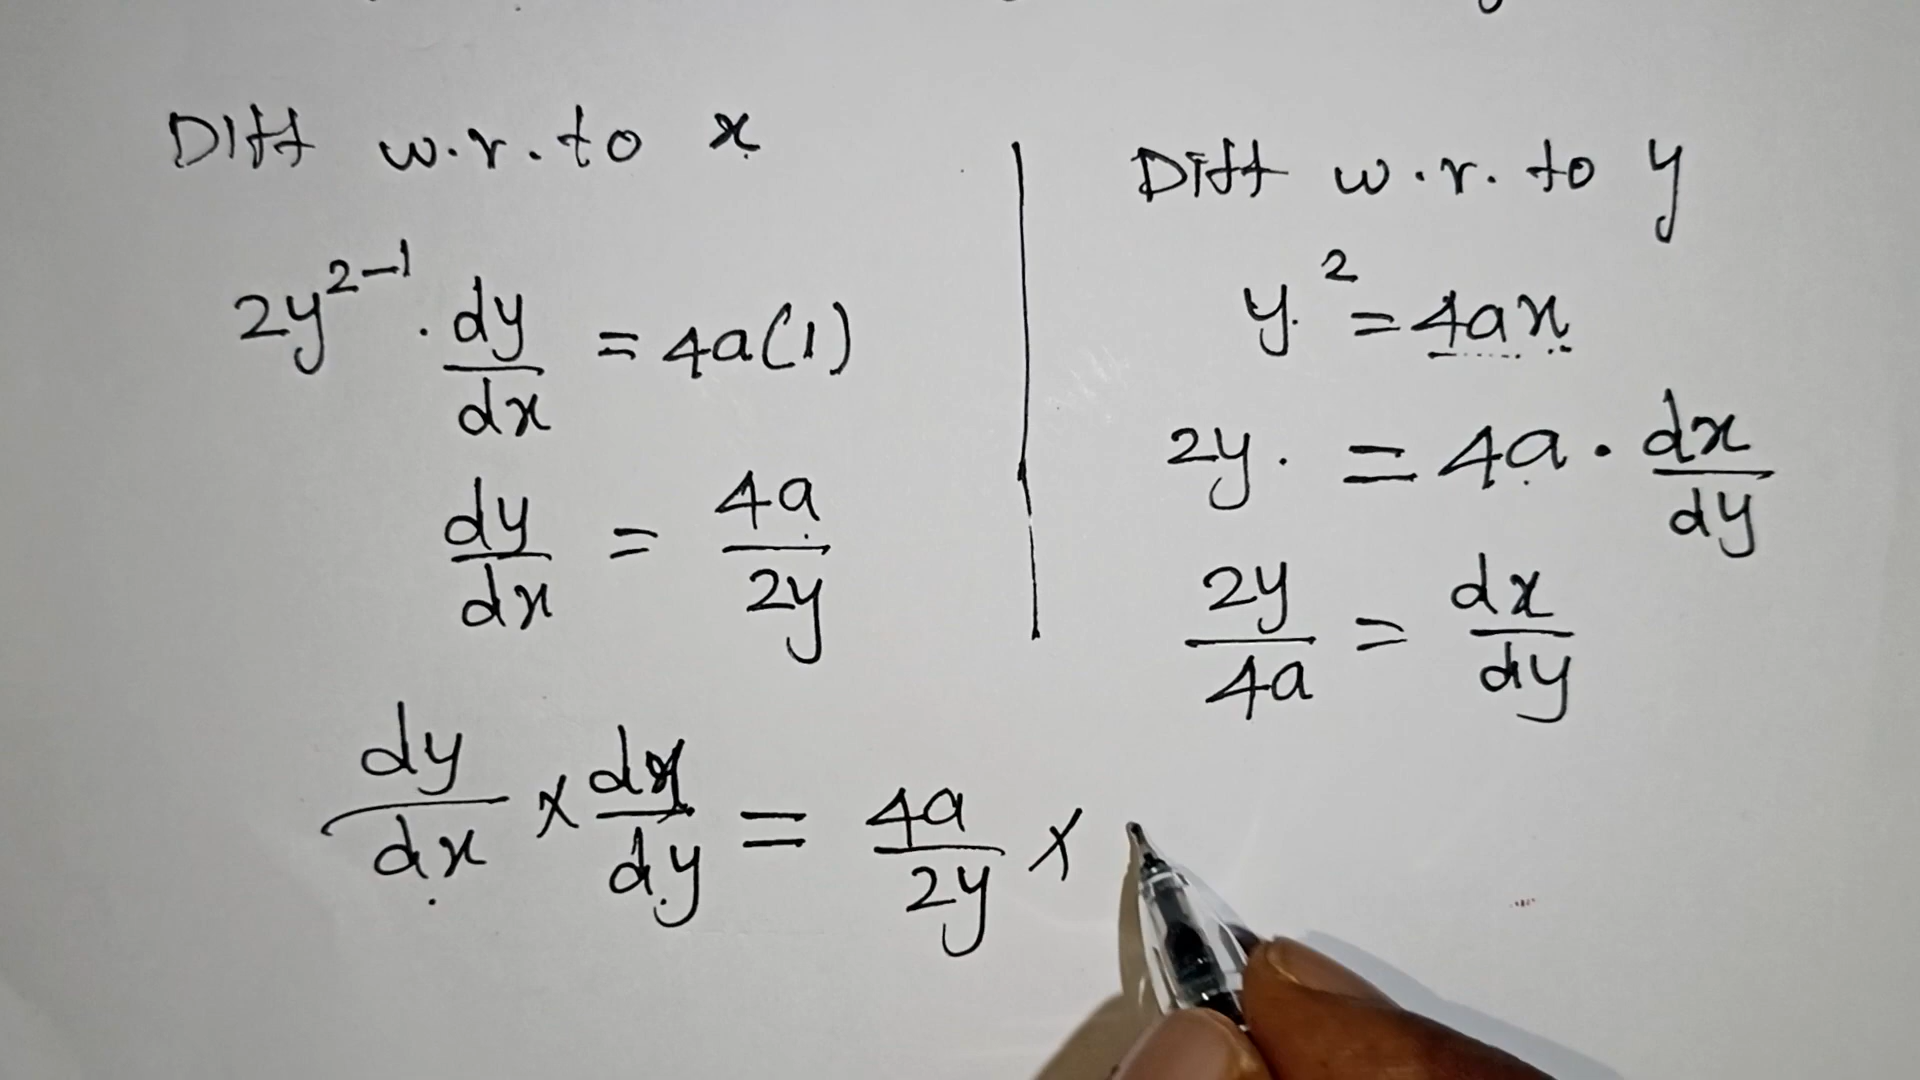 Diff w.r.to x
2y^{2-1} · dy/dx = 4a(1)
dy/dx = 4a/2y
Diff w.r. to y
y² = 4ax
2y. = 4a · dx/dy
2y/4a = dx/dy
dy/dx × dx/dy = 4a/2y ×